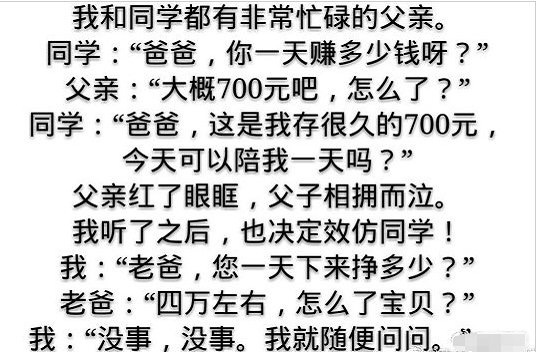 我和同学都有非常忙碌的父亲。
同学：“爸爸，你一天赚多少钱呀？”
父亲：“大概700元吧，怎么了？”
同学：“爸爸，这是我存很久的700元，
今天可以陪我一天吗？”
父亲红了眼眶，父子相拥而泣。
我听了之后，也决定效仿同学！
我：“老爸，您一天下来挣多少？”
老爸：“四万左右，怎么了宝贝？”
我：“没事，没事。我就随便问问。”